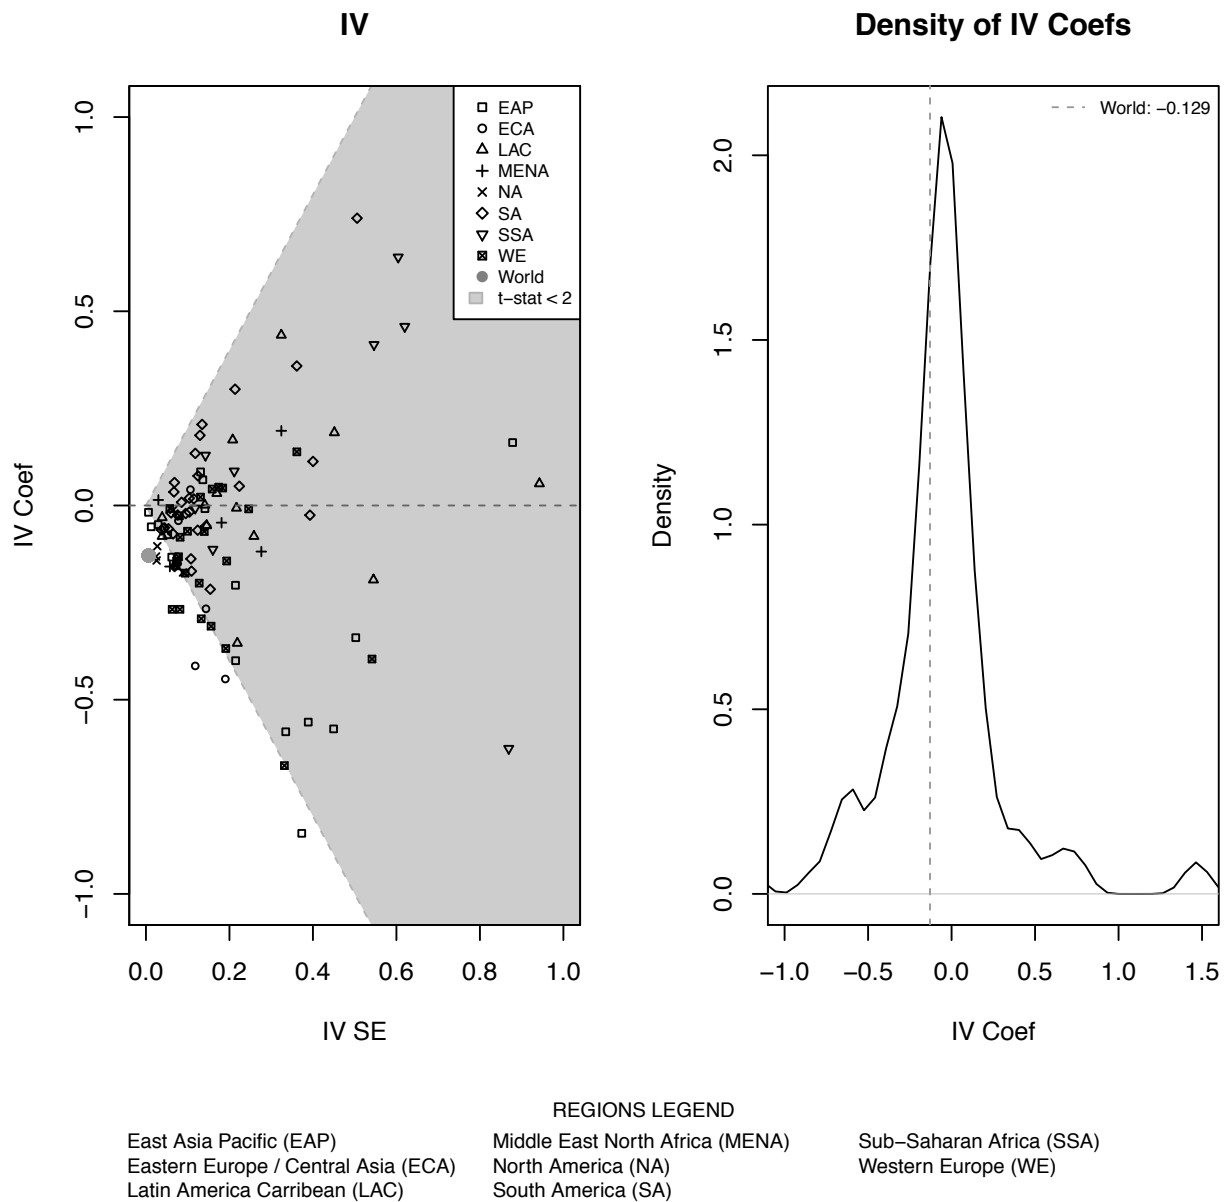 IV
Density of IV Coefs
1.0
0.5
0.0
−0.5
−1.0
IV Coef
EAP
ECA
LAC
MENA
NA
SA
SSA
WE
World
t−stat < 2
0.0 0.2 0.4 0.6 0.8 1.0
IV SE
World: −0.129
2.0
1.5
1.0
0.5
0.0
Density
−1.0 −0.5 0.0 0.5 1.0 1.5
IV Coef
REGIONS LEGEND
East Asia Pacific (EAP)
Eastern Europe / Central Asia (ECA)
Latin America Carribean (LAC)
Middle East North Africa (MENA)
North America (NA)
South America (SA)
Sub−Saharan Africa (SSA)
Western Europe (WE)